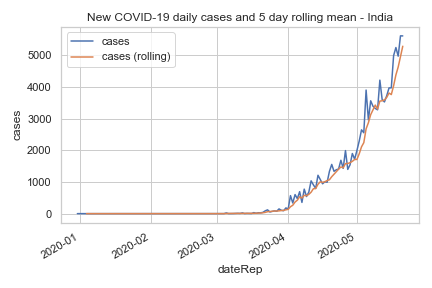 New COVID-19 daily cases and 5 day rolling mean - India
cases
cases (rolling)
5000
4000
3000
2000
1000
0
cases
2020-01
2020-02
2020-03
2020-04
2020-05
dateRep